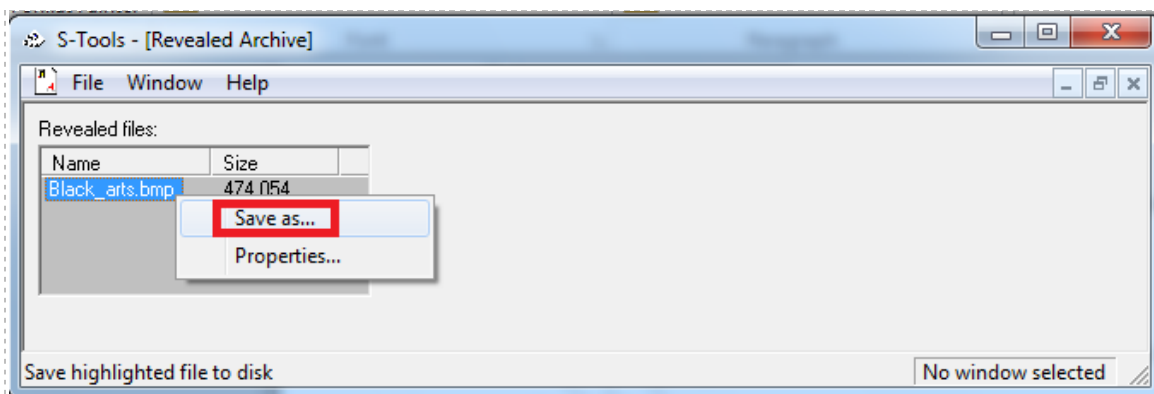 S-Tools - [Revealed Archive]
File Window Help
Revealed files:
Name Size
Black_arts.bmp 474,054
Save as...
Properties...
Save highlighted file to disk No window selected